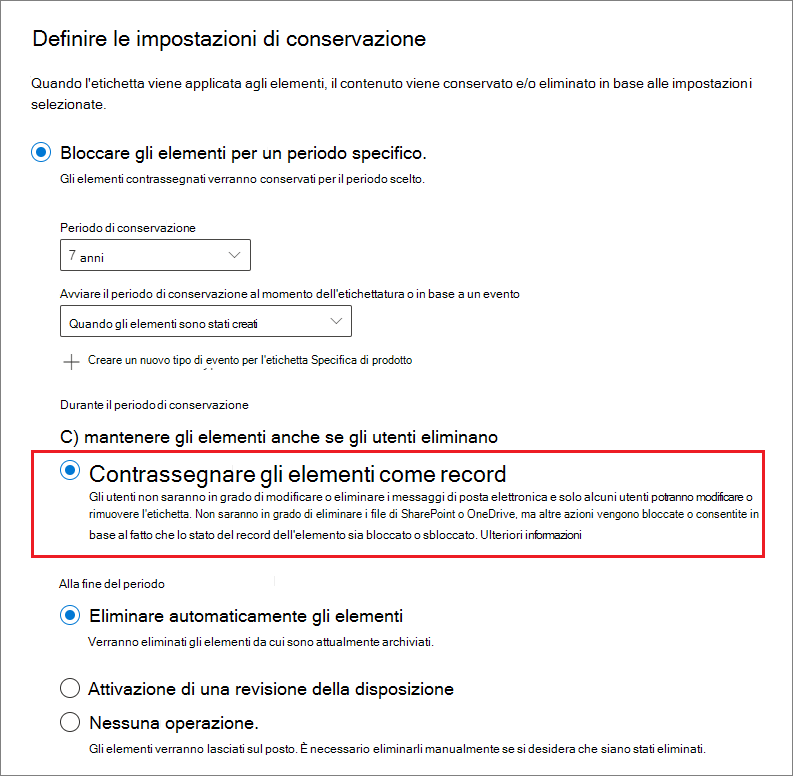 Definire le impostazioni di conservazione
Quando l'etichetta viene applicata agli elementi, il contenuto viene conservato e/o eliminato in base alle impostazioni
selezionate.
Bloccare gli elementi per un periodo specifico.
Gli elementi contrassegnati verranno conservati per il periodo scelto.
Periodo di conservazione
7 anni
Avviare il periodo di conservazione al momento dell'etichettatura o in base a un evento
Quando gli elementi sono stati creati
Creare un nuovo tipo di evento per l'etichetta Specifica di prodotto
Durante il periodo di conservazione
C) mantenere gli elementi anche se gli utenti eliminano
Contrassegnare gli elementi come record
Gli utenti non saranno in grado di modificare o eliminare i messaggi di posta elettronica e solo alcuni utenti potranno modificare o
rimuovere l'etichetta. Non saranno in grado di eliminare i file di SharePoint o OneDrive, ma altre azioni vengono bloccate o consentite in
base al fatto che lo stato del record dell'elemento sia bloccato o sbloccato. Ulteriori informazioni
Alla fine del periodo
Eliminare automaticamente gli elementi
Verranno eliminati gli elementi da cui sono attualmente archiviati.
Attivazione di una revisione della disposizione
Nessuna operazione.
Gli elementi verranno lasciati sul posto. È necessario eliminarli manualmente se si desidera che siano stati eliminati.